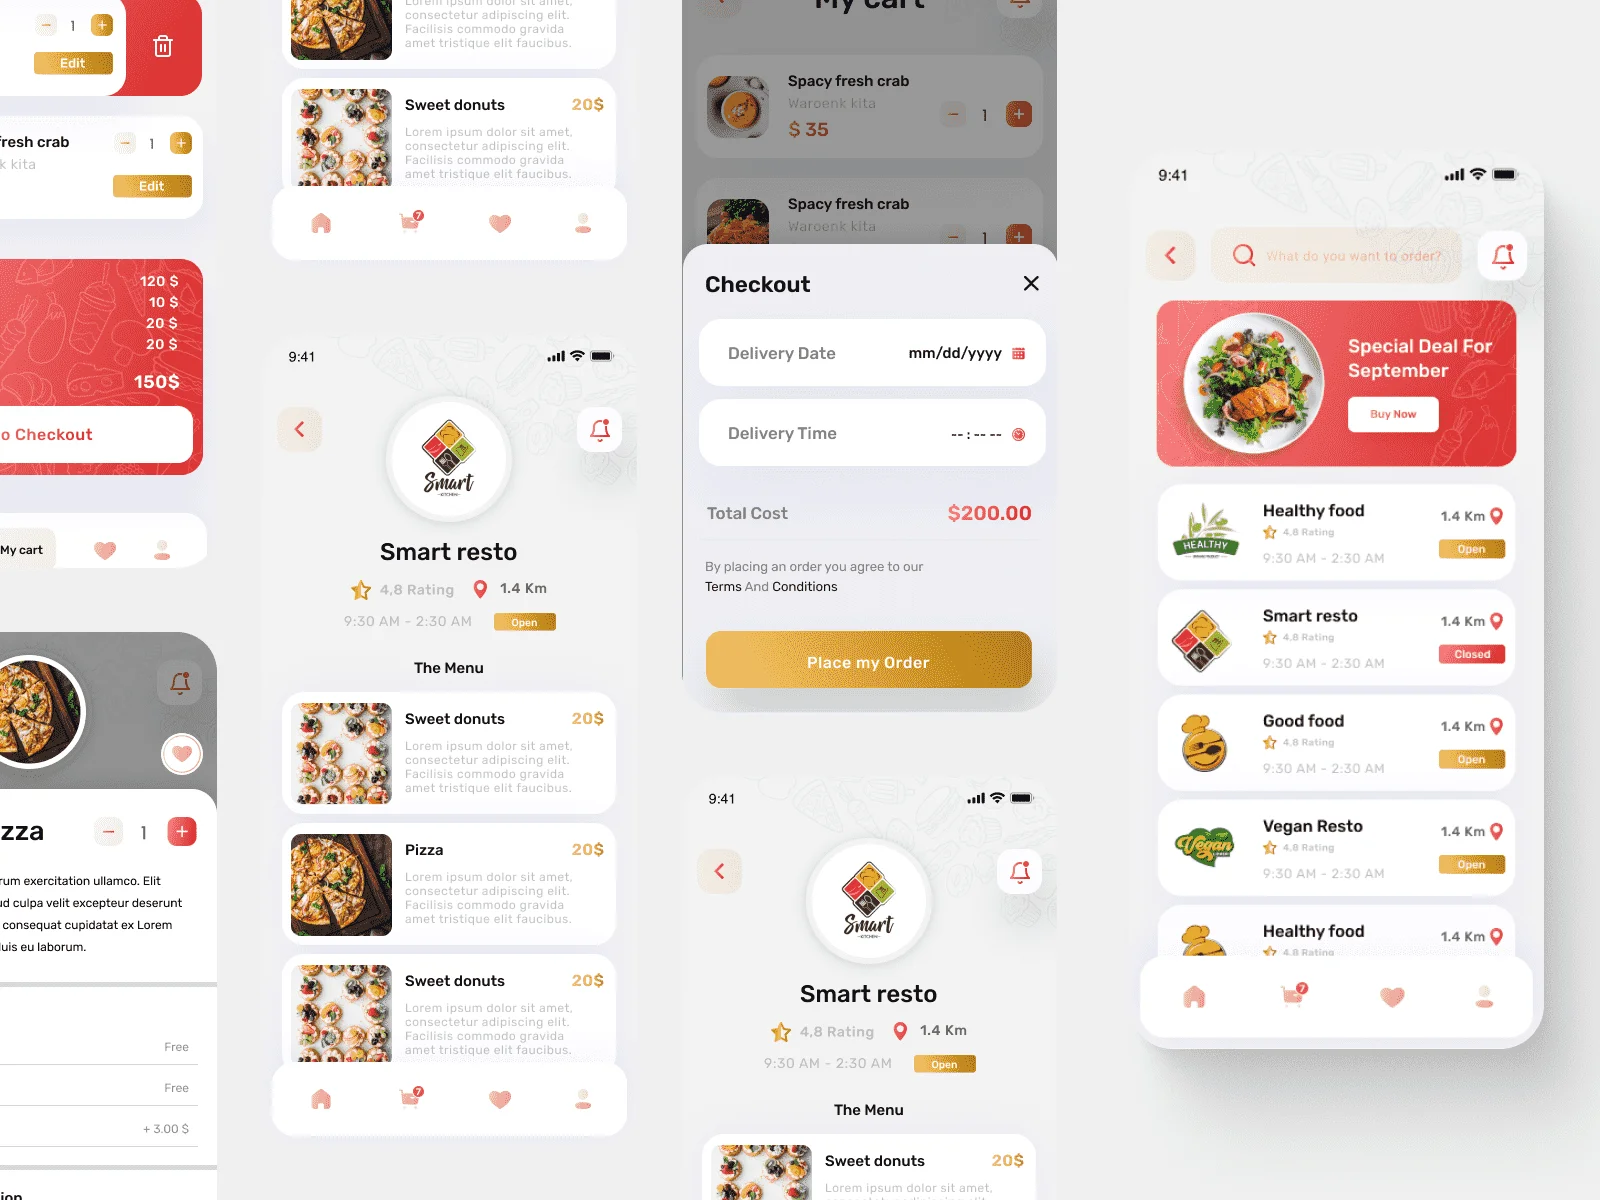 1
Edit
fresh crab
1
k kita
Edit
120 $
10 $
20 $
20 $
150$
o Checkout
My cart
zza
1
rum exercitation ullamco. Elit
ud culpa velit excepteur deserunt
consequat cupidatat ex Lorem
duis eu laborum.
Free
Free
+ 3.00 $
ion
Lorem ipsum dolor sit amet,
consectetur adipiscing elit.
Facilisis commodo gravida
amet tristique elit faucibus.
Sweet donuts
20$
Lorem ipsum dolor sit amet,
consectetur adipiscing elit.
Facilisis commodo gravida
amet tristique elit faucibus.
7
9:41
Smart
KITCHEN
Smart resto
4,8 Rating
1.4 Km
9:30 AM - 2:30 AM
Open
The Menu
Sweet donuts
20$
Lorem ipsum dolor sit amet,
consectetur adipiscing elit.
Facilisis commodo gravida
amet tristique elit faucibus.
Pizza
20$
Lorem ipsum dolor sit amet,
consectetur adipiscing elit.
Facilisis commodo gravida
amet tristique elit faucibus.
Sweet donuts
20$
Lorem ipsum dolor sit amet,
consectetur adipiscing elit.
Facilisis commodo gravida
amet tristique elit faucibus.
7
My cart
Spacy fresh crab
Waroenk kita
$ 35
1
Spacy fresh crab
Waroenk kita
1
Checkout
Delivery Date
mm/dd/yyyy
Delivery Time
-- : -- --
Total Cost
$200.00
By placing an order you agree to our
Terms And Conditions
Place my Order
9:41
Smart
KITCHEN
Smart resto
4,8 Rating
1.4 Km
9:30 AM - 2:30 AM
Open
The Menu
Sweet donuts
20$
Lorem ipsum dolor sit amet,
9:41
What do you want to order?
Special Deal For
September
Buy Now
HEALTHY
Healthy food
4,8 Rating
9:30 AM - 2:30 AM
1.4 Km
Open
Smart resto
4,8 Rating
9:30 AM - 2:30 AM
1.4 Km
Closed
Good food
4,8 Rating
9:30 AM - 2:30 AM
1.4 Km
Open
Vegan
Vegan Resto
4,8 Rating
9:30 AM - 2:30 AM
1.4 Km
Open
Healthy food
4,8 Rating
1.4 Km
7